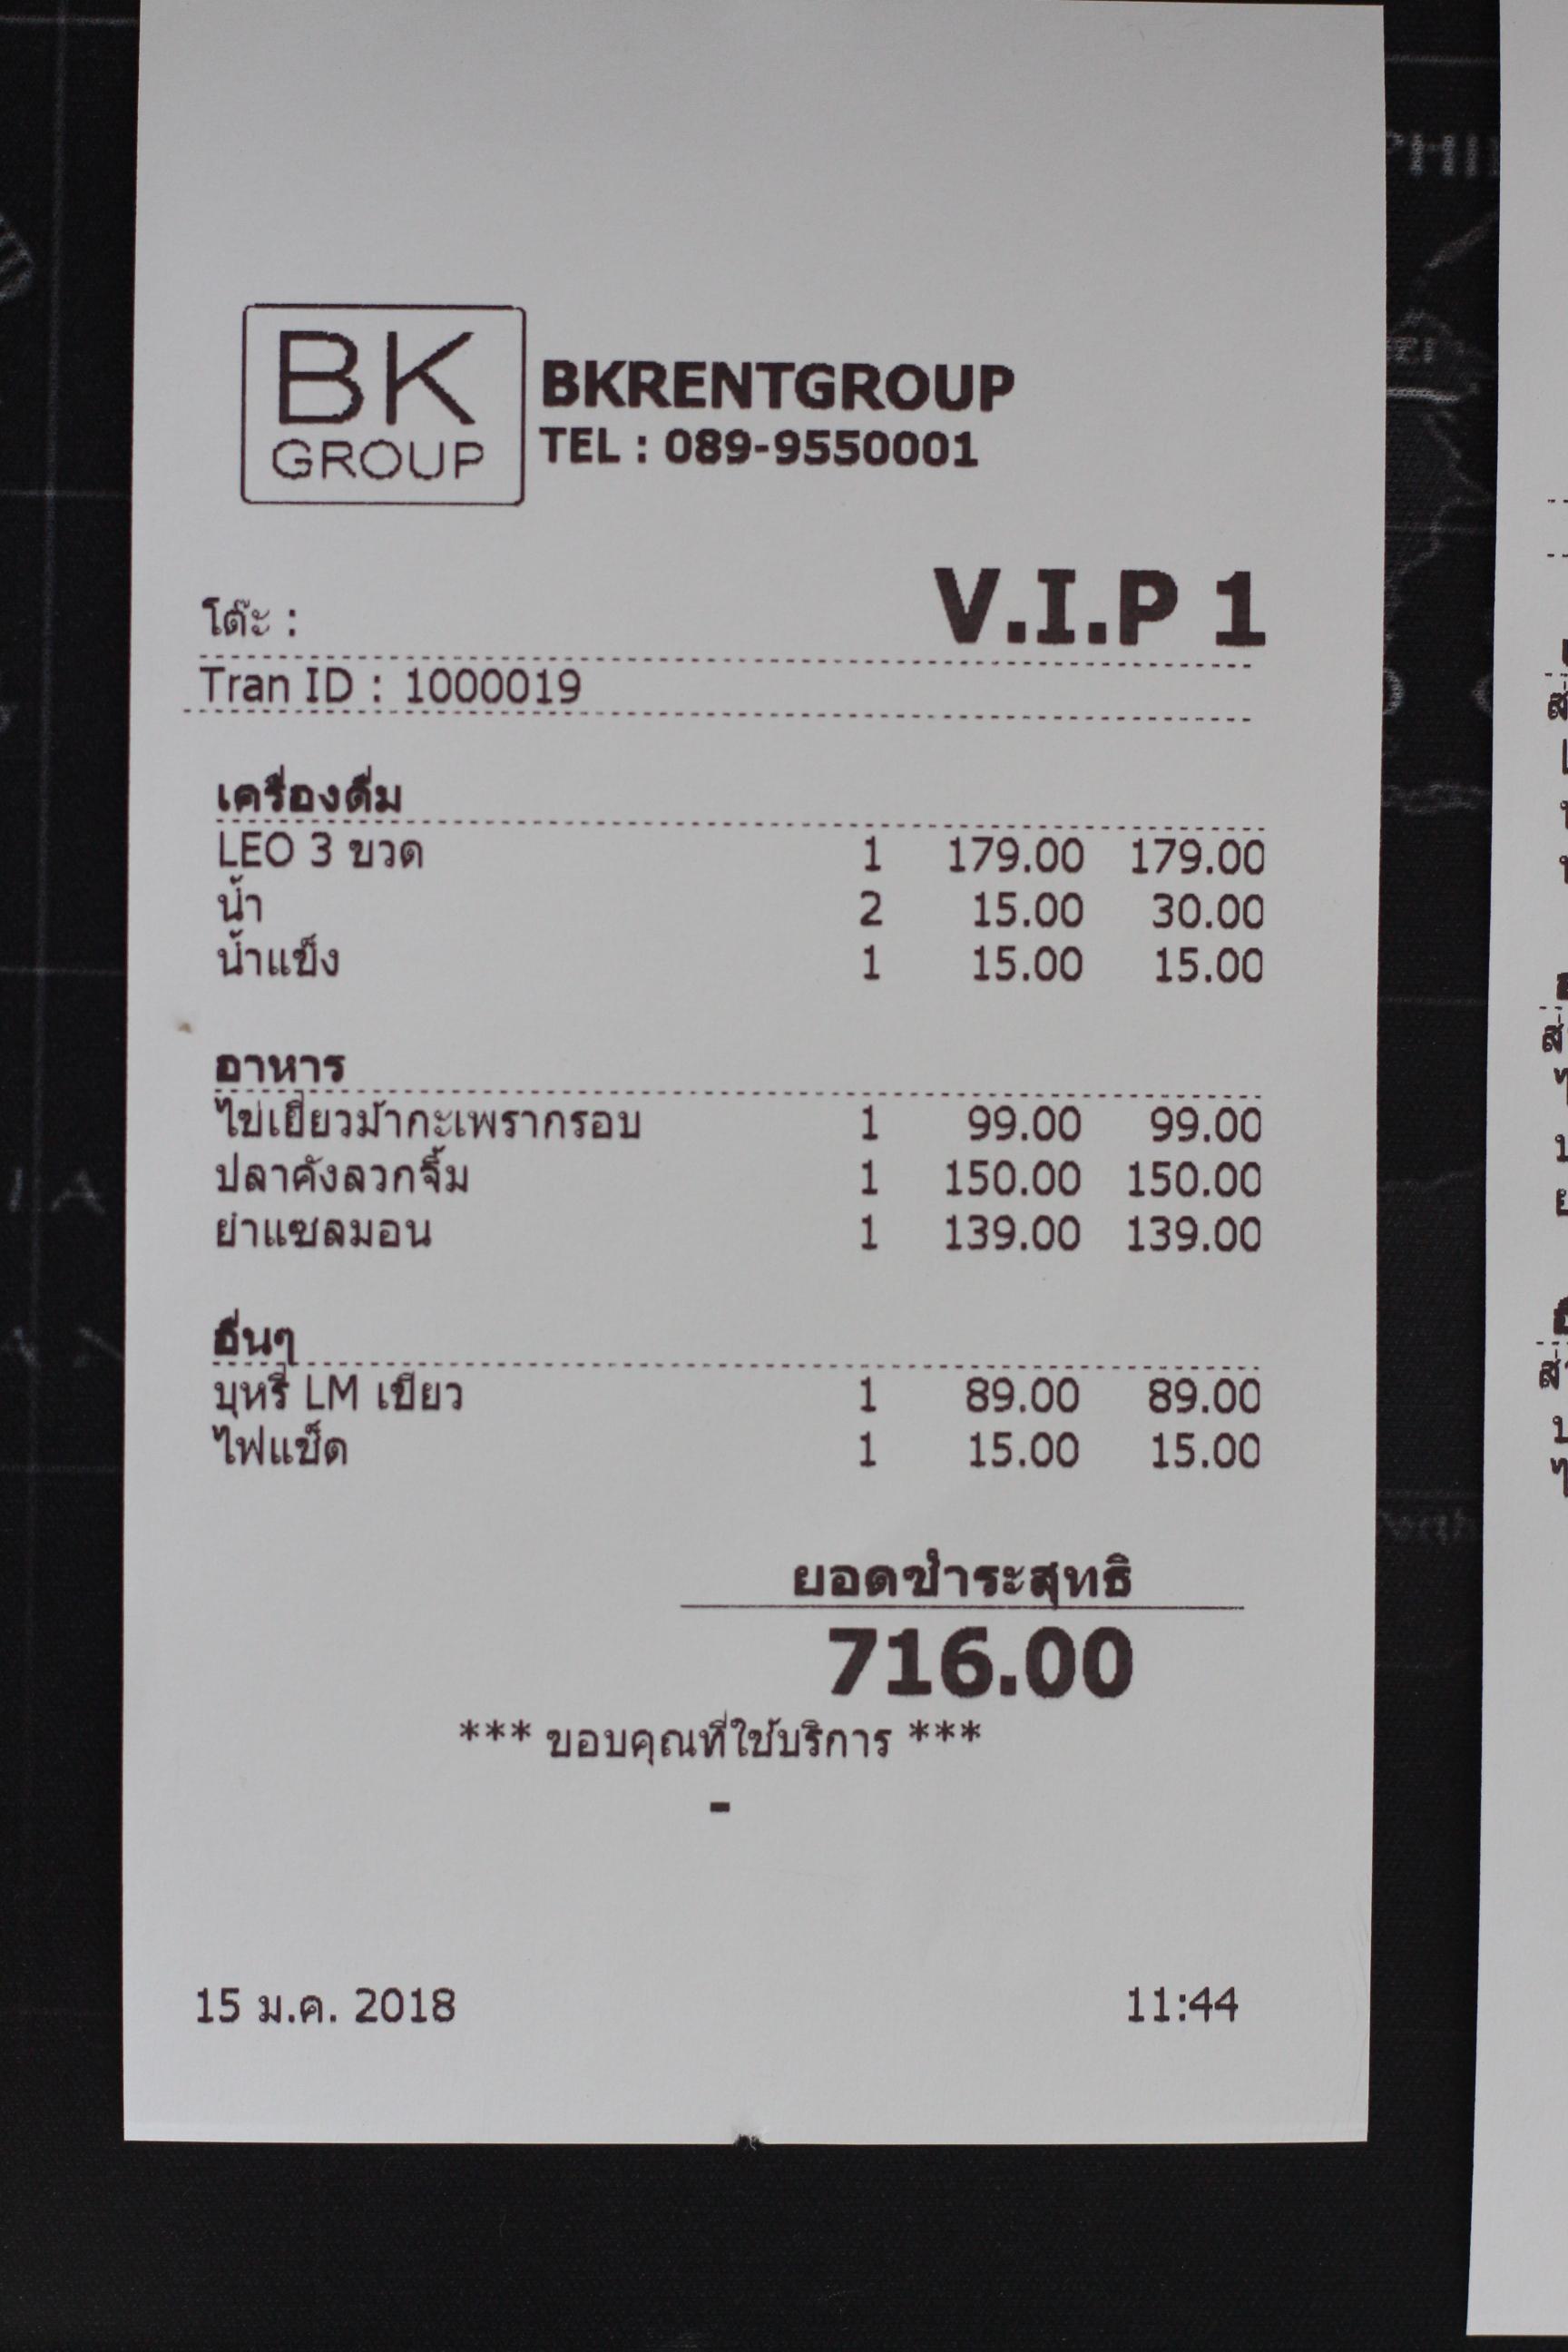 BK
GROUP
BKRENTGROUP
TEL : 089-9550001
โต๊ะ : V.I.P 1
Tran ID : 1000019
เครื่องดื่ม
LEO 3 ขวด 1 179.00 179.00
น้ำ 2 15.00 30.00
น้ำแข็ง 1 15.00 15.00
อาหาร
ไข่เยี่ยวม้ากะเพรากรอบ 1 99.00 99.00
ปลาคังลวกจิ้ม 1 150.00 150.00
ยำแซลมอน 1 139.00 139.00
อื่นๆ
บุหรี่ LM เขียว 1 89.00 89.00
ไฟแช็ค 1 15.00 15.00
ยอดชำระสุทธิ
716.00
*** ขอบคุณที่ใช้บริการ ***
-
15 ม.ค. 2018 11:44